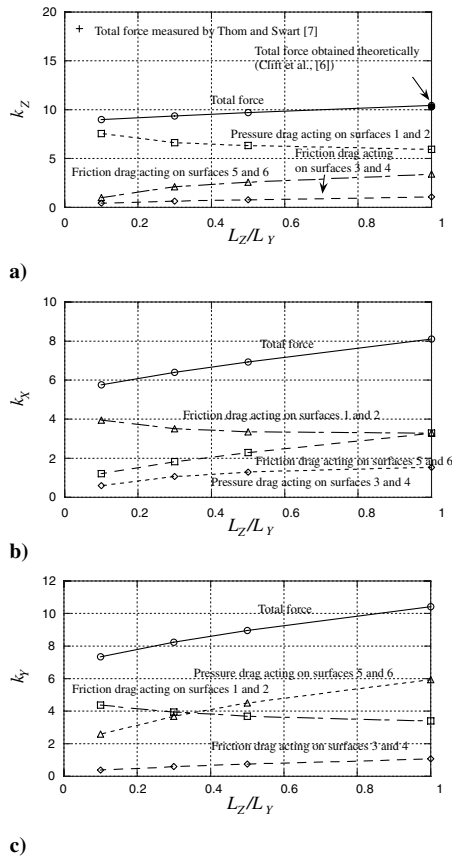 + Total force measured by Thom and Swart [7]
Total force obtained theoretically
(Clift et al., [6])
Total force
Pressure drag acting on surfaces 1 and 2
Friction drag acting
on surfaces 3 and 4
Friction drag acting on surfaces 5 and 6
k_Z
20
15
10
5
0
0 0.2 0.4 0.6 0.8 1
L_Z/L_Y
a)
k_X
10
8
6
4
2
0
Total force
Friction drag acting on surfaces 1 and 2
Friction drag acting on surfaces 5 and 6
Pressure drag acting on surfaces 3 and 4
0 0.2 0.4 0.6 0.8 1
L_Z/L_Y
b)
k_Y
12
10
8
6
4
2
0
Total force
Pressure drag acting on surfaces 5 and 6
Friction drag acting on surfaces 1 and 2
Friction drag acting on surfaces 3 and 4
0 0.2 0.4 0.6 0.8 1
L_Z/L_Y
c)